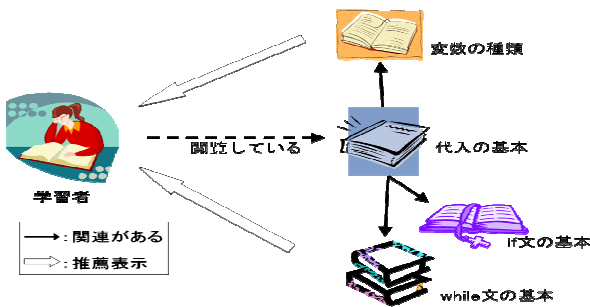 変数の種類
閲覧している
代入の基本
学習者
If文の基本
→:関連がある
⇨:推薦表示
while文の基本